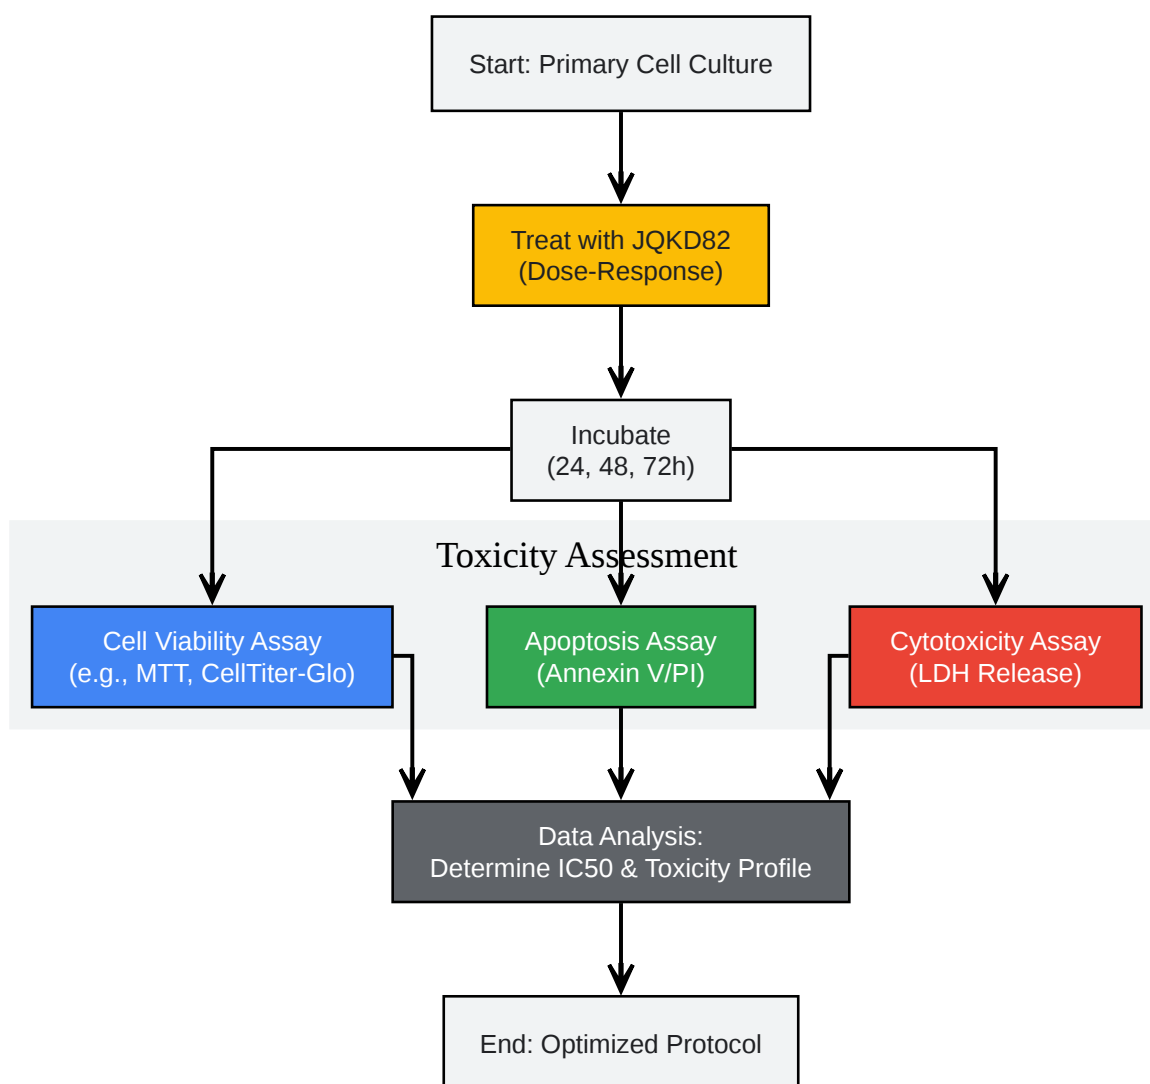 Start: Primary Cell Culture
Treat with JQKD82
(Dose-Response)
Incubate
(24, 48, 72h)
Toxicity Assessment
Cell Viability Assay
(e.g., MTT, CellTiter-Glo)
Apoptosis Assay
(Annexin V/PI)
Cytotoxicity Assay
(LDH Release)
Data Analysis:
Determine IC50 & Toxicity Profile
End: Optimized Protocol